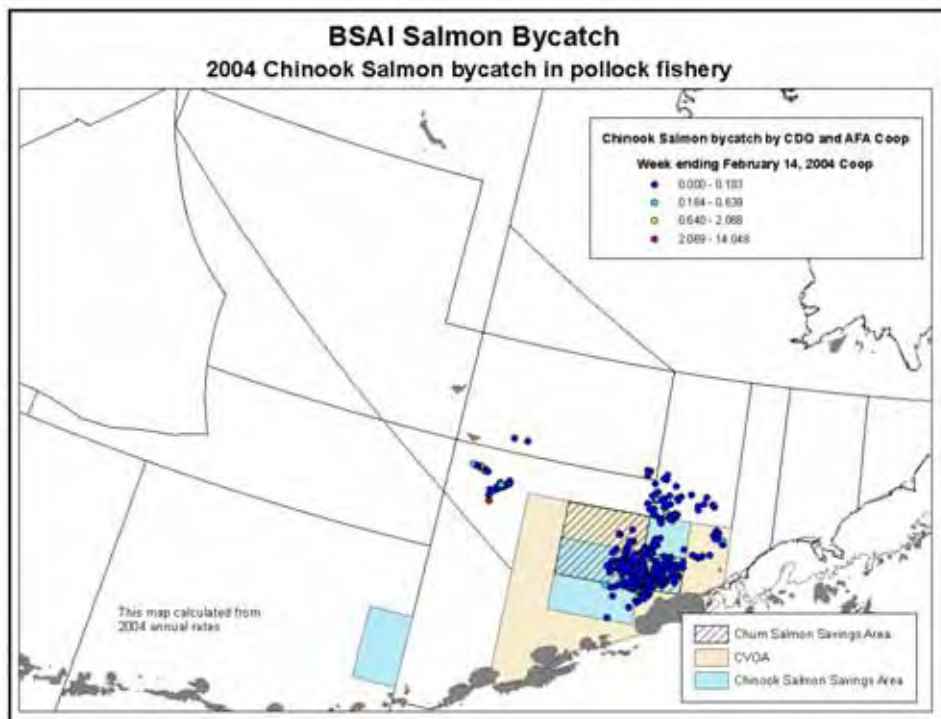 BSAI Salmon Bycatch
2004 Chinook Salmon bycatch in pollock fishery
Chinook Salmon bycatch by CDQ and AFA Coop
Week ending February 14, 2004 Coop
0.000 - 0.183
0.184 - 0.639
0.640 - 2.068
2.069 - 14.048
This map calculated from
2004 annual rates
Chum Salmon Savings Area
CVOA
Chinook Salmon Savings Area